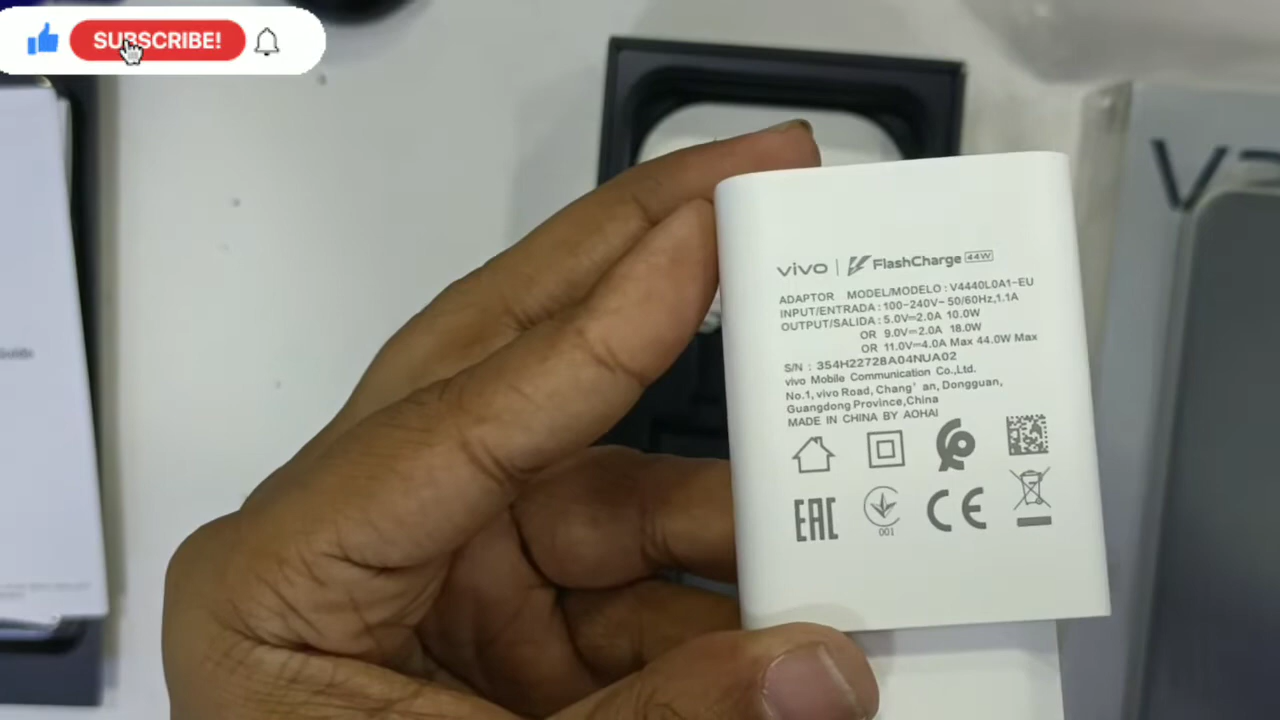 SUBSCRIBE!
vivo | FlashCharge 44W
ADAPTOR MODEL/MODELO : V4440L0A1-EU
INPUT/ENTRADA : 100-240V~50/60Hz,1.1A
OUTPUT/SALIDA : 5.0V⎓2.0A 10.0W
OR 9.0V⎓2.0A 18.0W
OR 11.0V⎓4.0A Max 44.0W Max
S/N : 354H2272BA04NUA02
vivo Mobile Communication Co.,Ltd.
No.1, vivo Road, Chang'an, Dongguan,
Guangdong Province,China
MADE IN CHINA BY AOHAI
EAC
001
CE